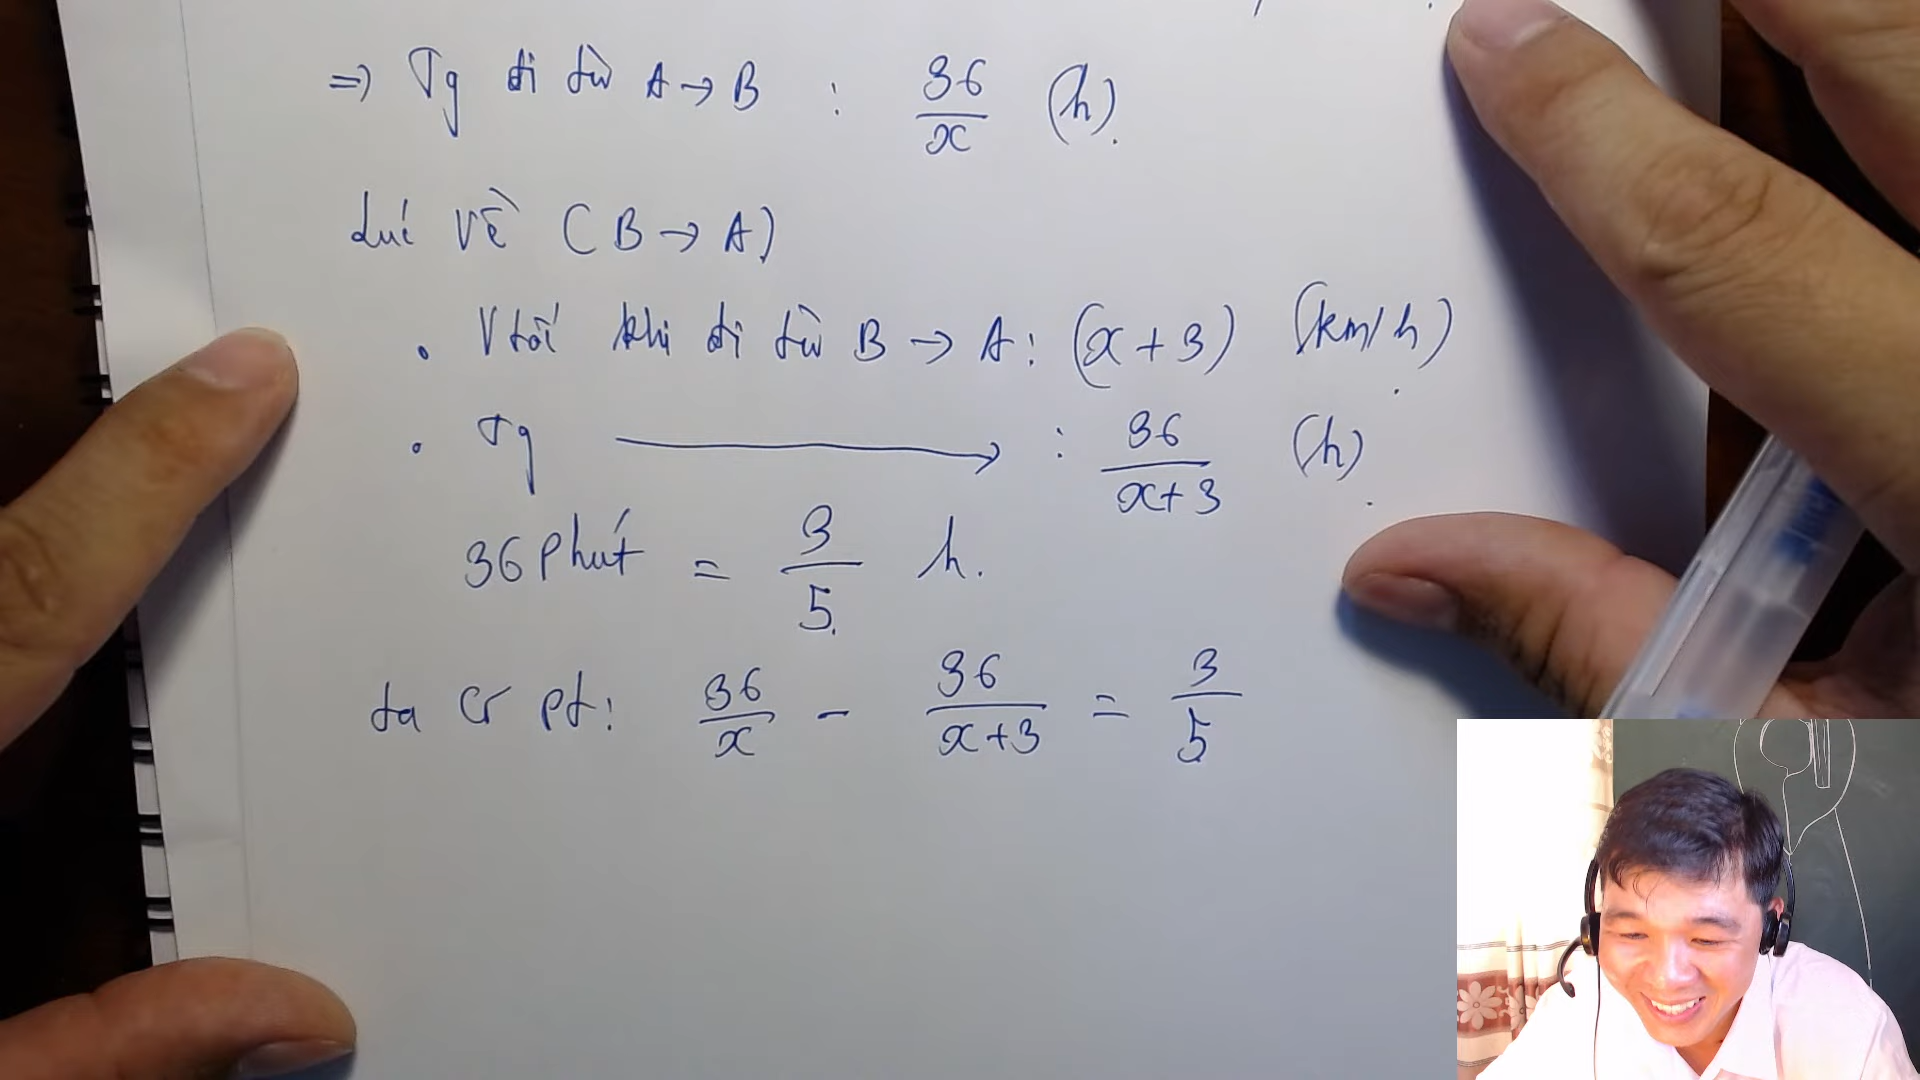 => Tg đi từ A → B : 36/x (h).
Lúc về (B → A)
• Vtốc khi đi từ B → A : (x + 3) (km/h).
• Tg ⟶ : 36/(x+3) (h).
36 phút = 3/5 h.
ta có pt: 36/x - 36/(x+3) = 3/5